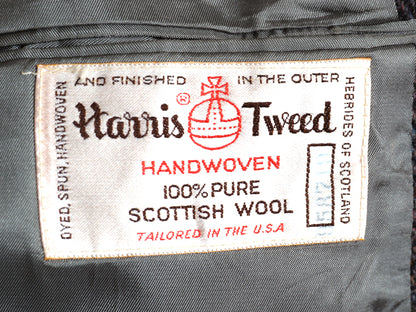 DYED, SPUN, HANDWOVEN
AND FINISHED IN THE OUTER
HEBRIDES OF SCOTLAND
Harris® Tweed
HANDWOVEN
100% PURE
SCOTTISH WOOL
TAILORED IN THE U.S.A